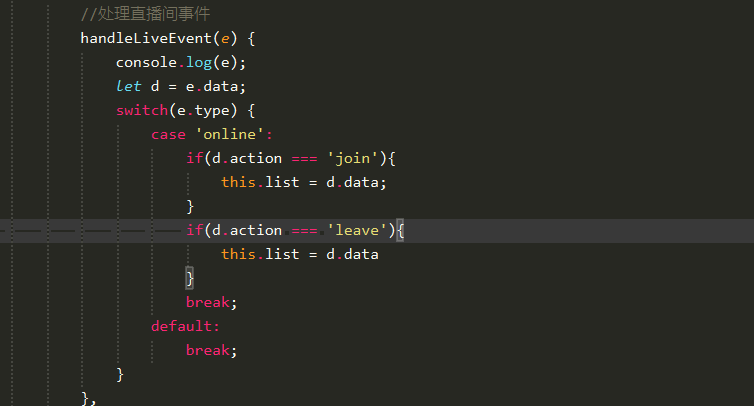 //处理直播间事件
handleLiveEvent(e) {
console.log(e);
let d = e.data;
switch(e.type) {
case 'online':
if(d.action === 'join'){
this.list = d.data;
}
if(d.action === 'leave'){
this.list = d.data
}
break;
default:
break;
}
},